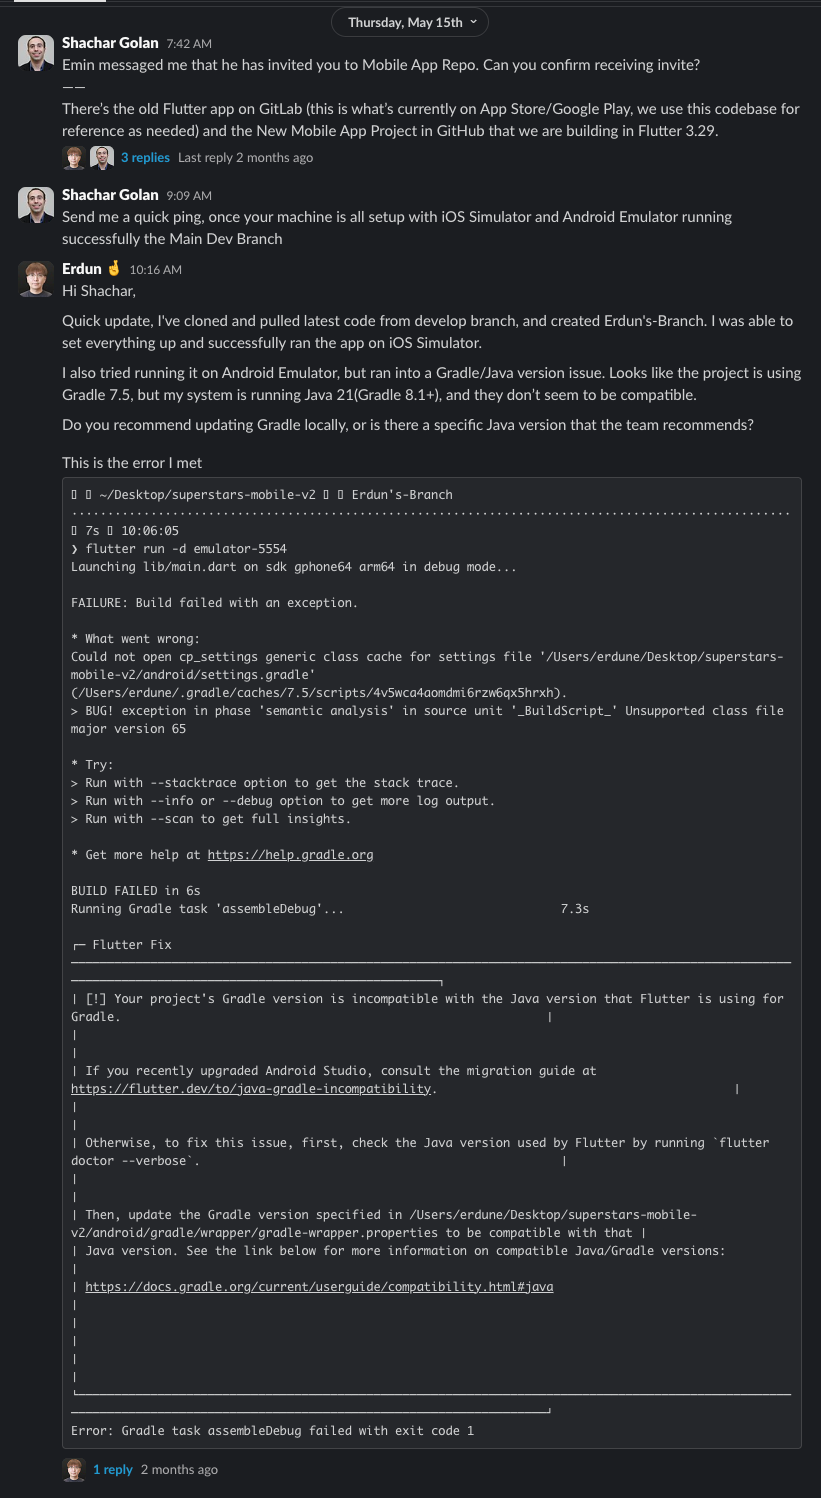 Thursday, May 15th
Shachar Golan 7:42 AM
Emin messaged me that he has invited you to Mobile App Repo. Can you confirm receiving invite?
——
There's the old Flutter app on GitLab (this is what's currently on App Store/Google Play, we use this codebase for
reference as needed) and the New Mobile App Project in GitHub that we are building in Flutter 3.29.
3 replies Last reply 2 months ago
Shachar Golan 9:09 AM
Send me a quick ping, once your machine is all setup with iOS Simulator and Android Emulator running
successfully the Main Dev Branch
Erdun 🤞 10:16 AM
Hi Shachar,
Quick update, I've cloned and pulled latest code from develop branch, and created Erdun's-Branch. I was able to
set everything up and successfully ran the app on iOS Simulator.
I also tried running it on Android Emulator, but ran into a Gradle/Java version issue. Looks like the project is using
Gradle 7.5, but my system is running Java 21(Gradle 8.1+), and they don't seem to be compatible.
Do you recommend updating Gradle locally, or is there a specific Java version that the team recommends?
This is the error I met
~/Desktop/superstars-mobile-v2 Erdun's-Branch
....................................................................................................
7s 10:06:05
❯ flutter run -d emulator-5554
Launching lib/main.dart on sdk gphone64 arm64 in debug mode...
FAILURE: Build failed with an exception.
* What went wrong:
Could not open cp_settings generic class cache for settings file '/Users/erdune/Desktop/superstars-
mobile-v2/android/settings.gradle'
(/Users/erdune/.gradle/caches/7.5/scripts/4v5wca4aomdmi6rzw6qx5hrxh).
> BUG! exception in phase 'semantic analysis' in source unit '_BuildScript_' Unsupported class file
major version 65
* Try:
> Run with --stacktrace option to get the stack trace.
> Run with --info or --debug option to get more log output.
> Run with --scan to get full insights.
* Get more help at https://help.gradle.org
BUILD FAILED in 6s
Running Gradle task 'assembleDebug'... 7.3s
┌─ Flutter Fix
| [!] Your project's Gradle version is incompatible with the Java version that Flutter is using for
Gradle. |
|
|
| If you recently upgraded Android Studio, consult the migration guide at
https://flutter.dev/to/java-gradle-incompatibility. |
|
|
| Otherwise, to fix this issue, first, check the Java version used by Flutter by running `flutter
doctor --verbose`. |
|
|
| Then, update the Gradle version specified in /Users/erdune/Desktop/superstars-mobile-
v2/android/gradle/wrapper/gradle-wrapper.properties to be compatible with that |
| Java version. See the link below for more information on compatible Java/Gradle versions:
|
| https://docs.gradle.org/current/userguide/compatibility.html#java
|
|
|
|
|
Error: Gradle task assembleDebug failed with exit code 1
1 reply 2 months ago